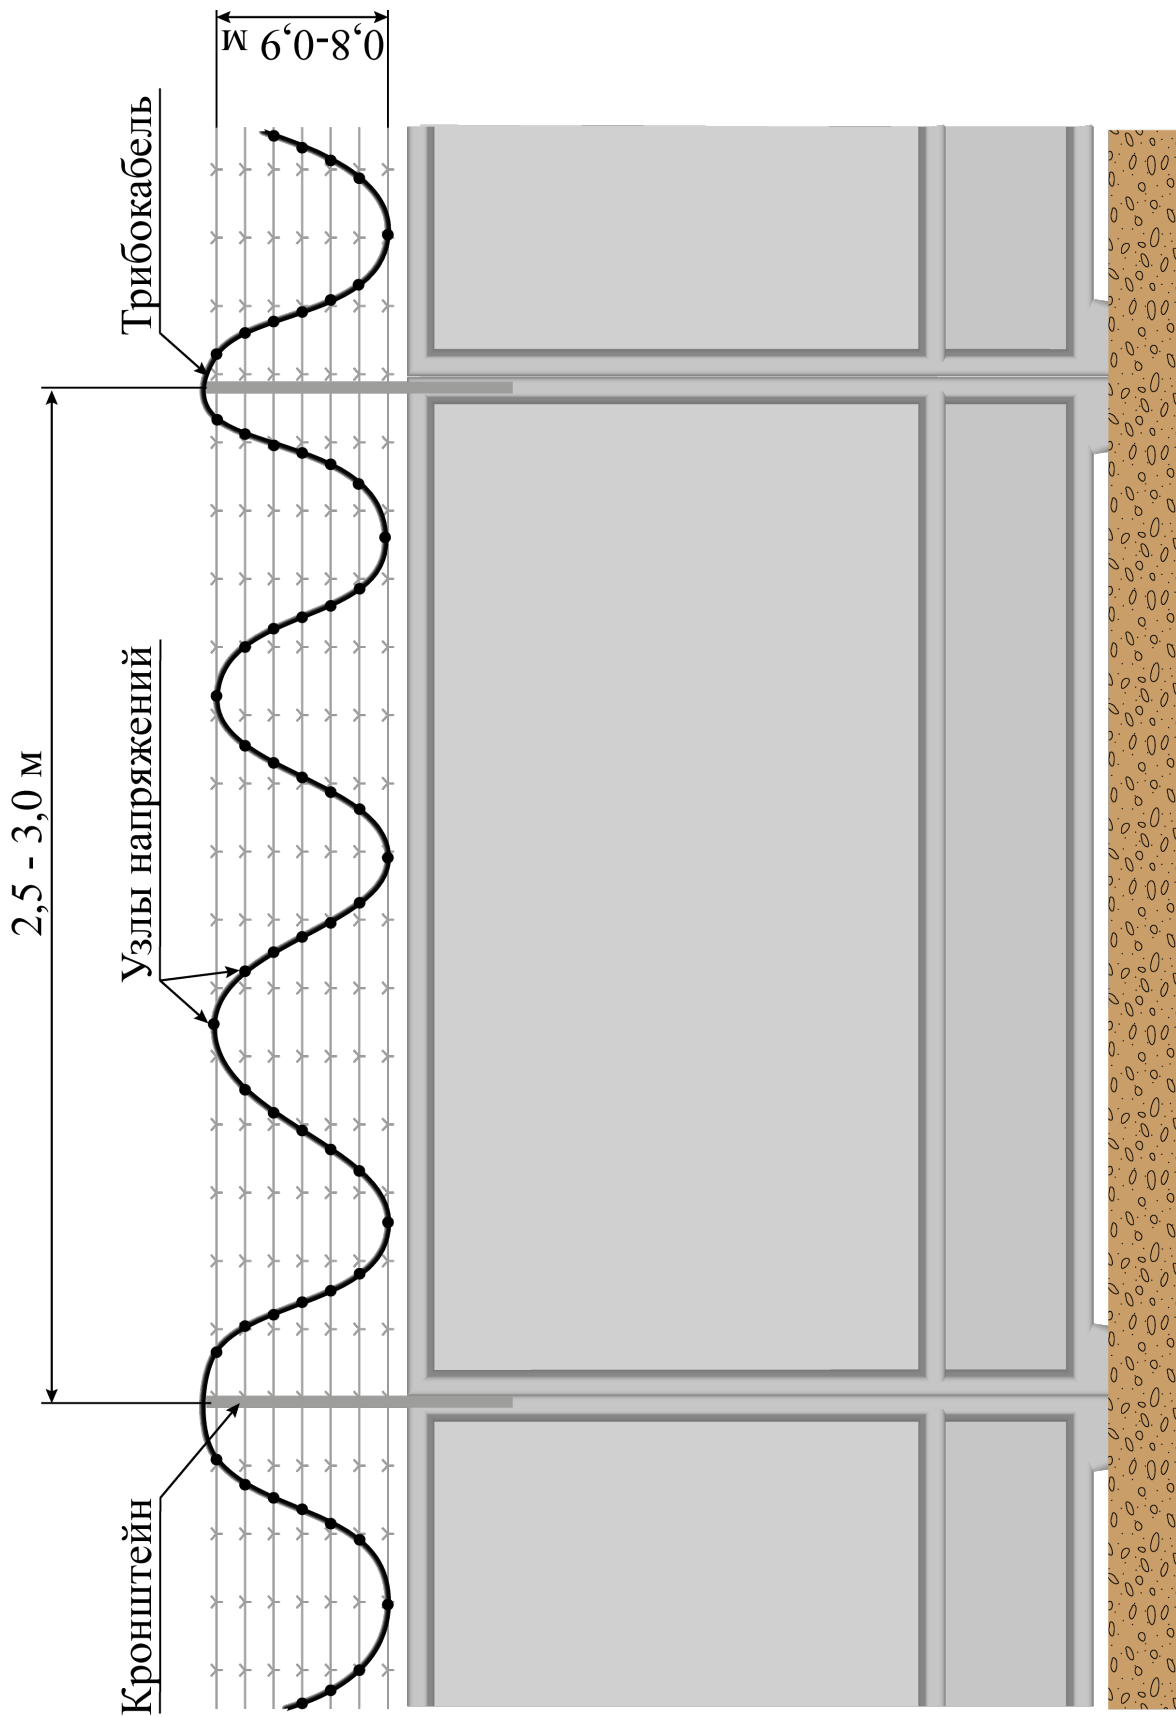 2,5 - 3,0 м
Кронштейн
Узлы напряжений
Трибокабель
0,8-0,9 м